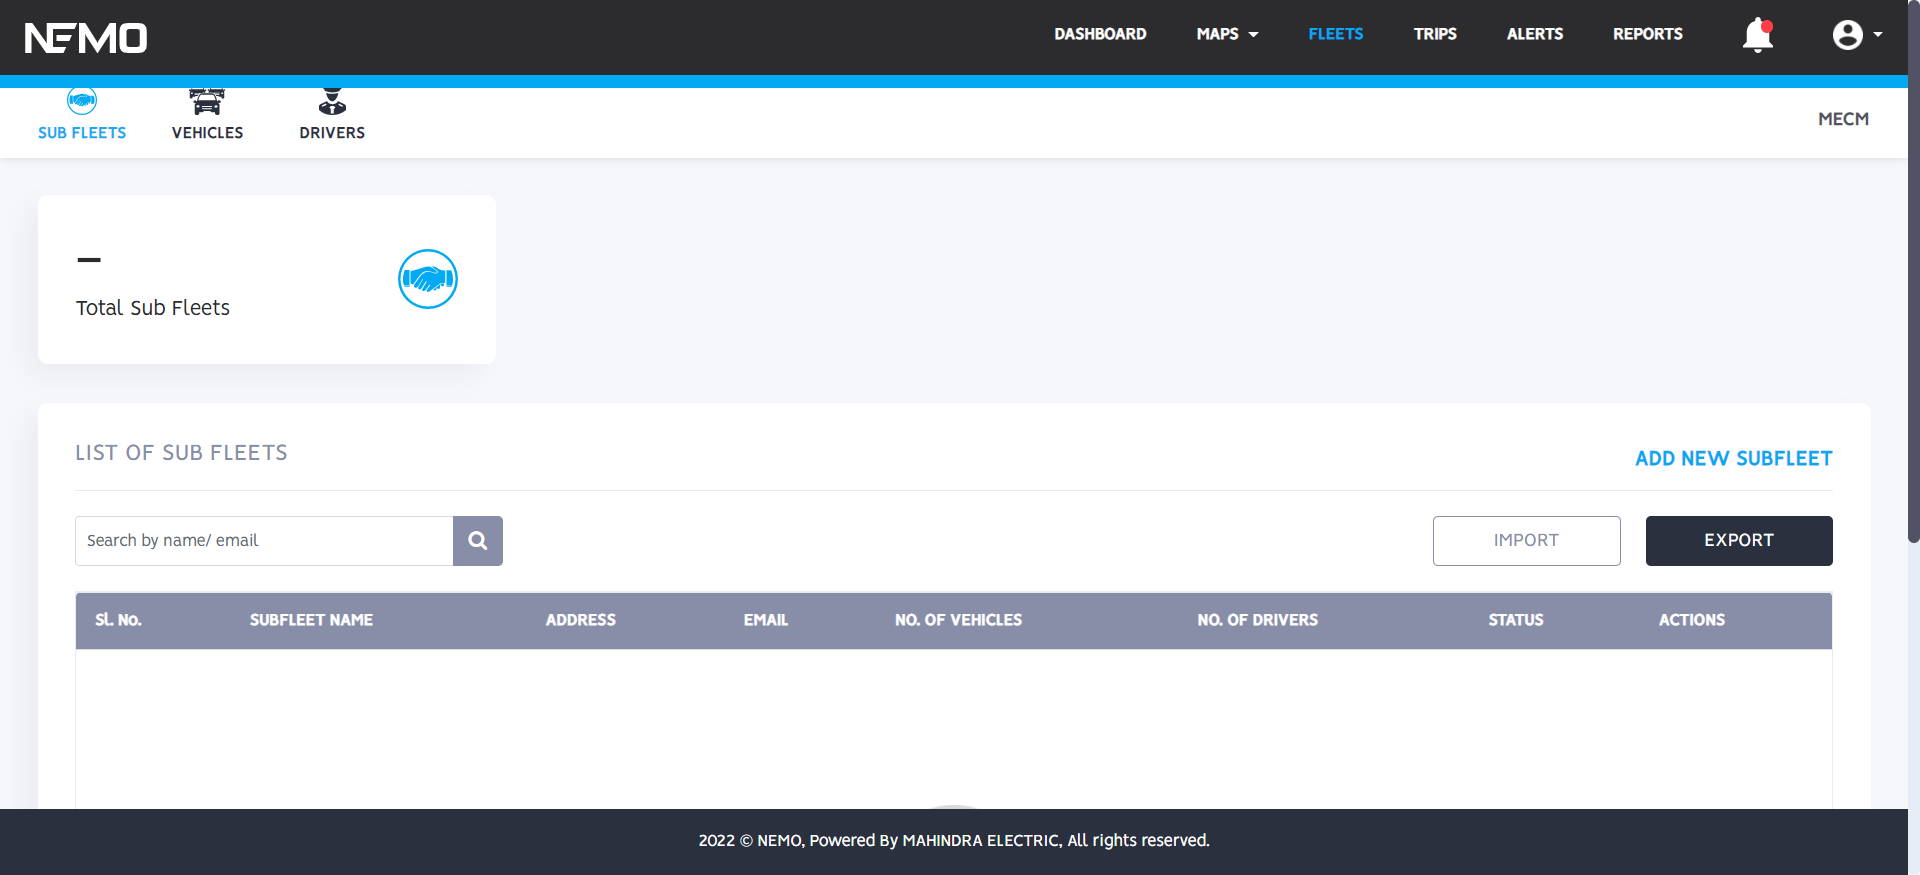 NEMO
DASHBOARD
MAPS
FLEETS
TRIPS
ALERTS
REPORTS
SUB FLEETS
VEHICLES
DRIVERS
MECM
–
Total Sub Fleets
LIST OF SUB FLEETS
ADD NEW SUBFLEET
Search by name/ email
IMPORT
EXPORT
Sl. No.
SUBFLEET NAME
ADDRESS
EMAIL
NO. OF VEHICLES
NO. OF DRIVERS
STATUS
ACTIONS
2022 © NEMO, Powered By MAHINDRA ELECTRIC, All rights reserved.